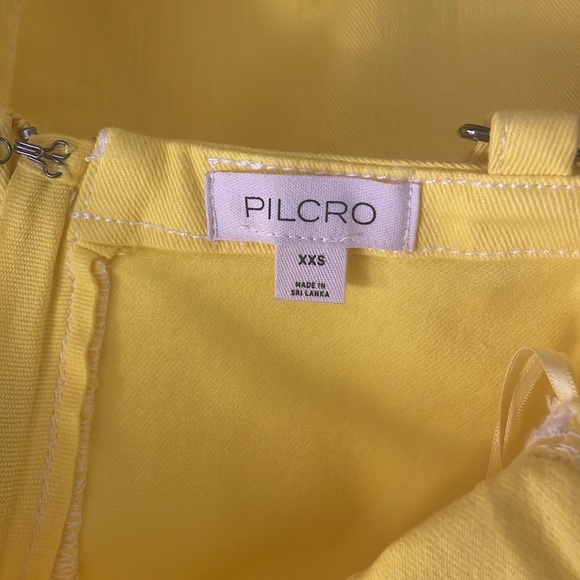 PILCRO
XXS
MADE IN
SRI LANKA